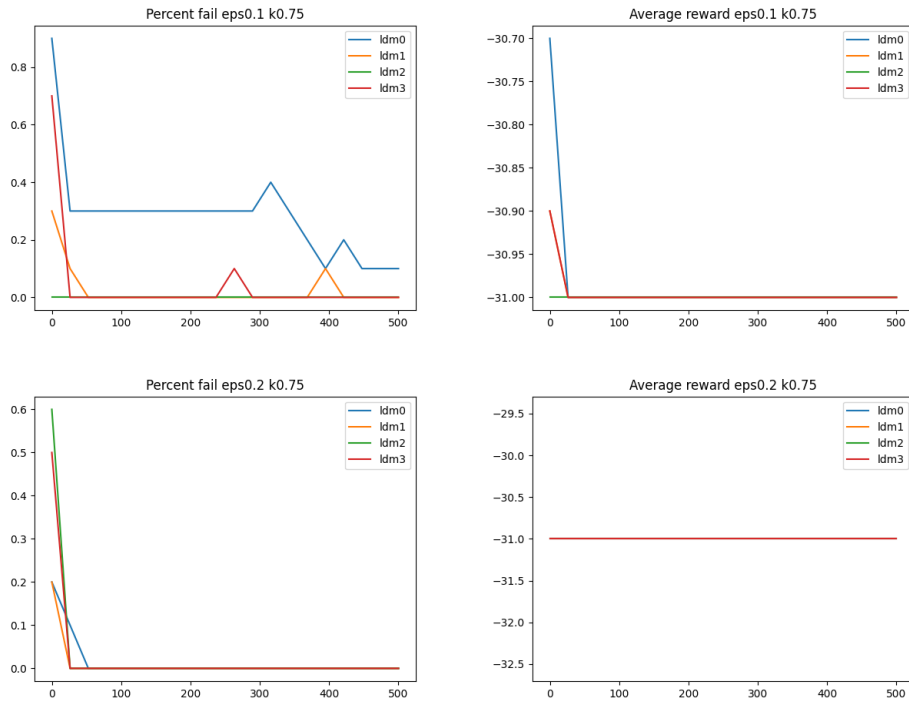 Percent fail eps0.1 k0.75
0.8
0.6
0.4
0.2
0.0
0 100 200 300 400 500
ldm0
ldm1
ldm2
ldm3
Average reward eps0.1 k0.75
−30.70
−30.75
−30.80
−30.85
−30.90
−30.95
−31.00
0 100 200 300 400 500
ldm0
ldm1
ldm2
ldm3
Percent fail eps0.2 k0.75
0.6
0.5
0.4
0.3
0.2
0.1
0.0
0 100 200 300 400 500
ldm0
ldm1
ldm2
ldm3
Average reward eps0.2 k0.75
−29.5
−30.0
−30.5
−31.0
−31.5
−32.0
−32.5
0 100 200 300 400 500
ldm0
ldm1
ldm2
ldm3